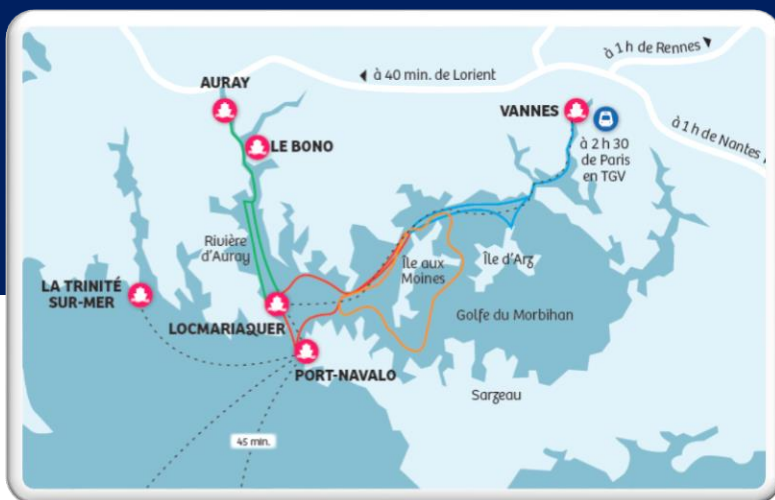 à 1 h de Rennes
à 40 min. de Lorient
AURAY
VANNES
à 1 h de Nantes
LE BONO
à 2 h 30
de Paris
en TGV
Rivière
d'Auray
Île aux
Moines
Île d'Arz
LA TRINITÉ
SUR-MER
LOCMARIAQUER
Golfe du Morbihan
PORT-NAVALO
Sarzeau
45 min.